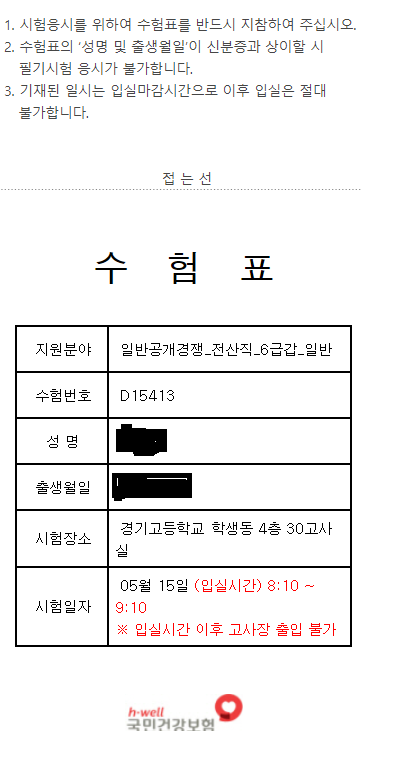 1. 시험응시를 위하여 수험표를 반드시 지참하여 주십시오.
2. 수험표의 '성명 및 출생월일'이 신분증과 상이할 시
필기시험 응시가 불가합니다.
3. 기재된 일시는 입실마감시간으로 이후 입실은 절대
불가합니다.
접 는 선
수 험 표
지원분야 일반공개경쟁_전산직_6급갑_일반
수험번호 D15413
성 명
출생월일
시험장소 경기고등학교 학생동 4층 30고사
실
시험일자 05월 15일 (입실시간) 8:10 ~
9:10
※ 입실시간 이후 고사장 출입 불가
h-well
국민건강보험